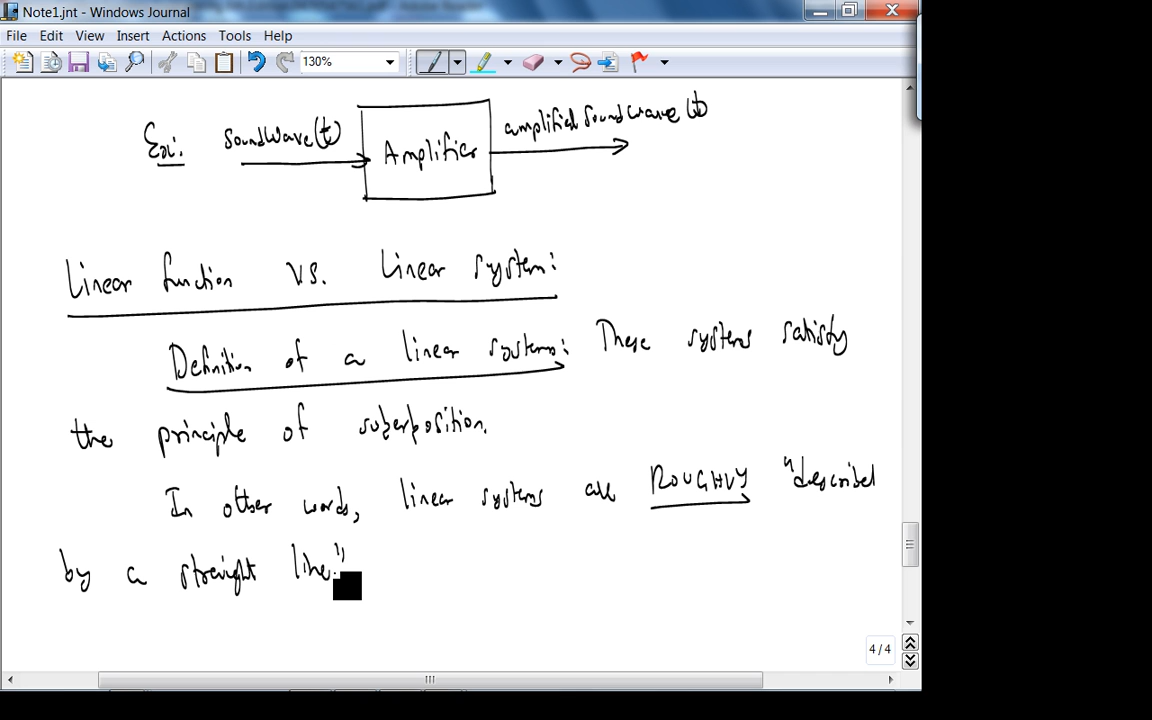 Note1.jnt - Windows Journal
File Edit View Insert Actions Tools Help
130%
Ex: SoundWave(t) Amplifier amplified SoundWave(t)
Linear function vs. Linear system:
Definition of a linear systems: These systems satisfy
the principle of superposition.
In other words, linear systems are ROUGHLY "described
by a straight line."
4 / 4